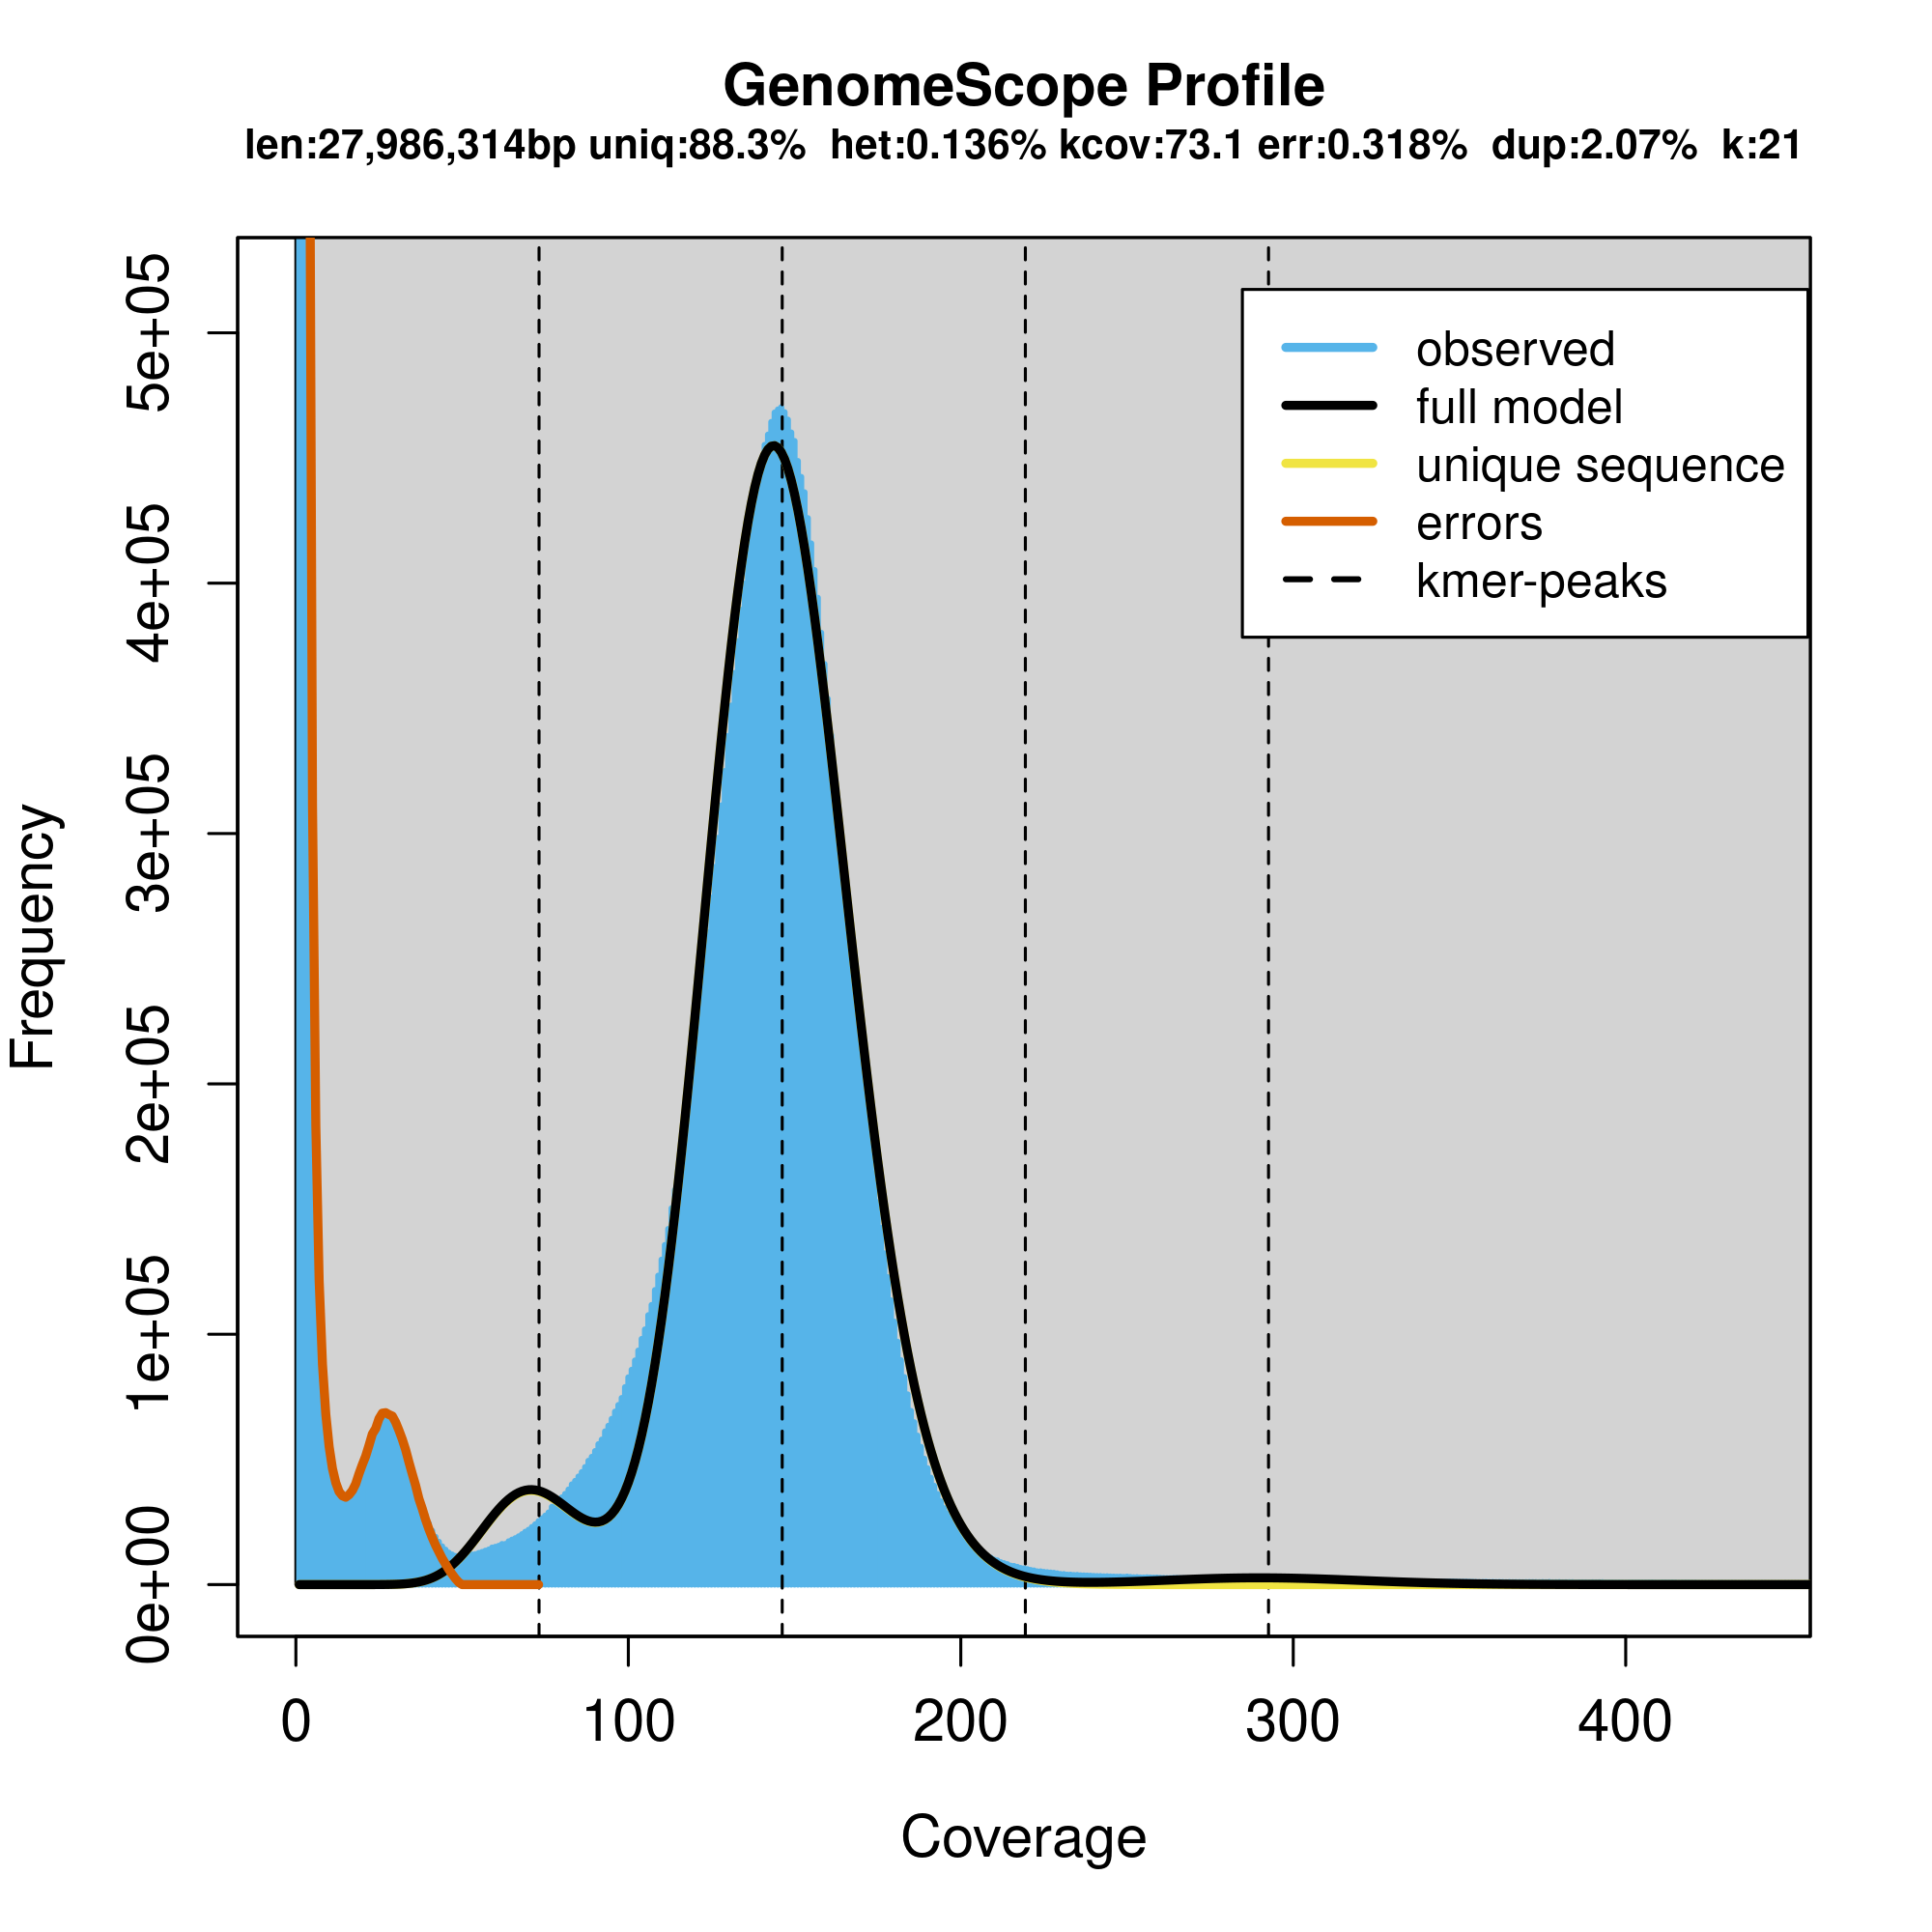 GenomeScope Profile
len:27,986,314bp uniq:88.3% het:0.136% kcov:73.1 err:0.318% dup:2.07% k:21
observed
full model
unique sequence
errors
kmer-peaks
Frequency
5e+05
4e+05
3e+05
2e+05
1e+05
0e+00
0 100 200 300 400
Coverage